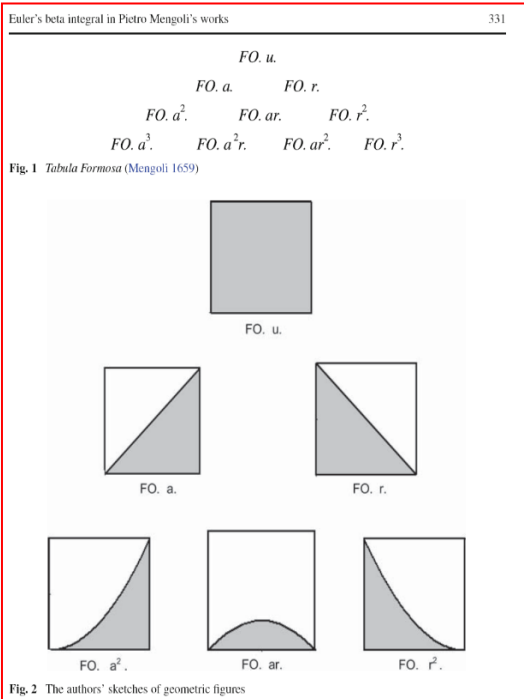 Euler's beta integral in Pietro Mengoli's works 331
FO. u.
FO. a. FO. r.
FO. a². FO. ar. FO. r².
FO. a³. FO. a²r. FO. ar². FO. r³.
Fig. 1 Tabula Formosa (Mengoli 1659)
FO. u.
FO. a. FO. r.
FO. a². FO. ar. FO. r².
Fig. 2 The authors' sketches of geometric figures